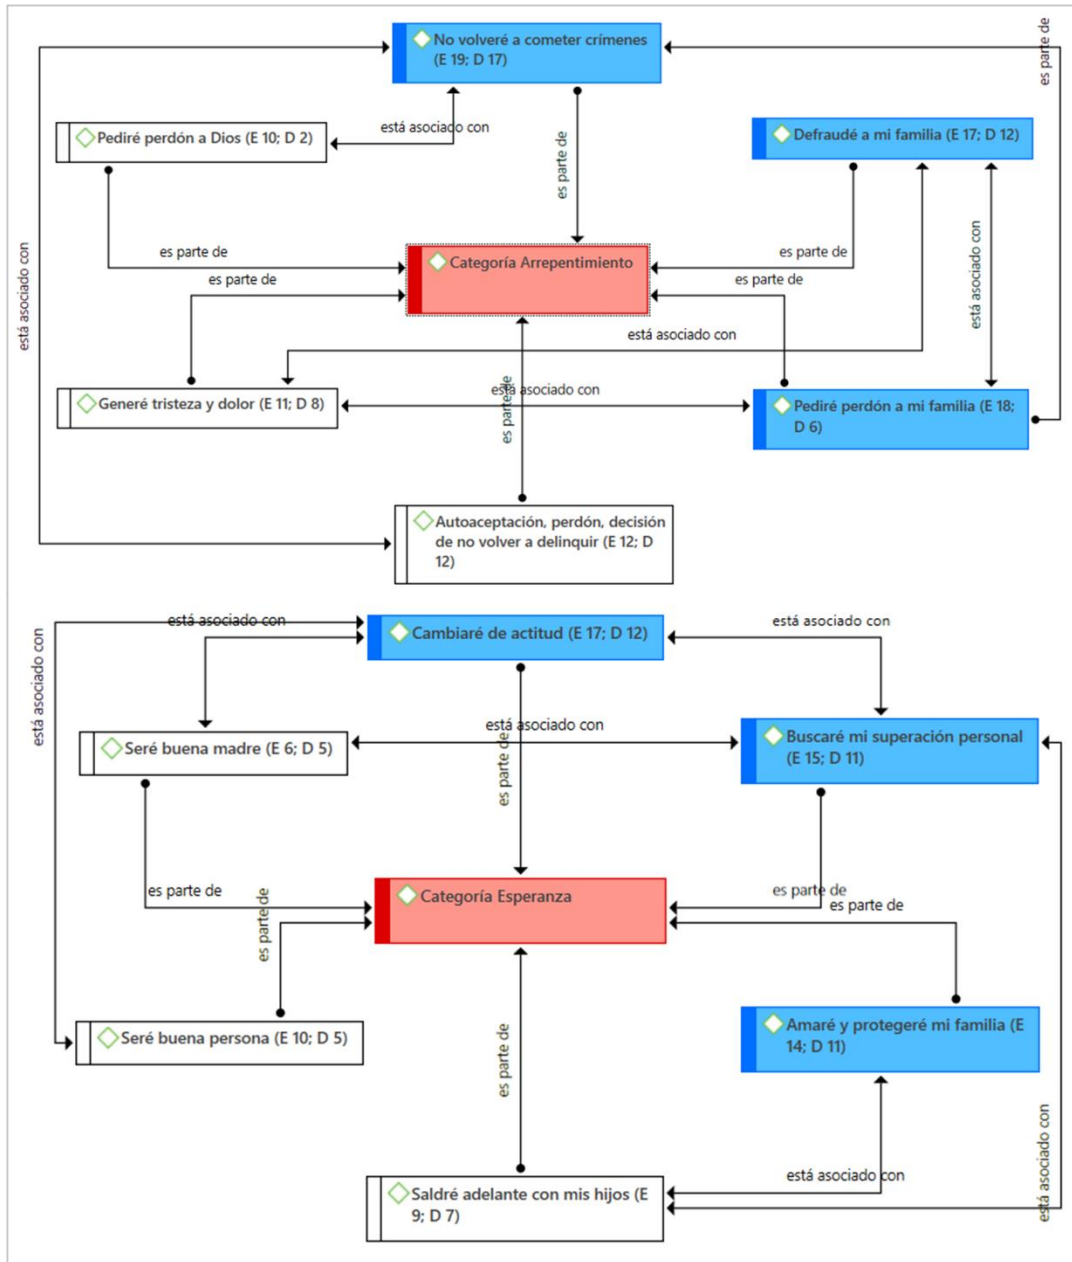 No volveré a cometer crímenes
(E 19; D 17)
es parte de
está asociado con
Pediré perdón a Dios (E 10; D 2)
Defraudé a mi familia (E 17; D 12)
es parte de
es parte de
es parte de
Categoría Arrepentimiento
es parte de
es parte de
está asociado con
está asociado con
está asociado con
está asociado con
Generé tristeza y dolor (E 11; D 8)
es parte de
Pediré perdón a mi familia (E 18;
D 6)
Autoaceptación, perdón, decisión
de no volver a delinquir (E 12; D
12)
está asociado con
Cambiaré de actitud (E 17; D 12)
está asociado con
está asociado con
Seré buena madre (E 6; D 5)
está asociado con
es parte de
Buscaré mi superación personal
(E 15; D 11)
es parte de
Categoría Esperanza
es parte de
es parte de
es parte de
Seré buena persona (E 10; D 5)
Amaré y protegeré mi familia (E
14; D 11)
es parte de
está asociado con
está asociado con
Saldré adelante con mis hijos (E
9; D 7)